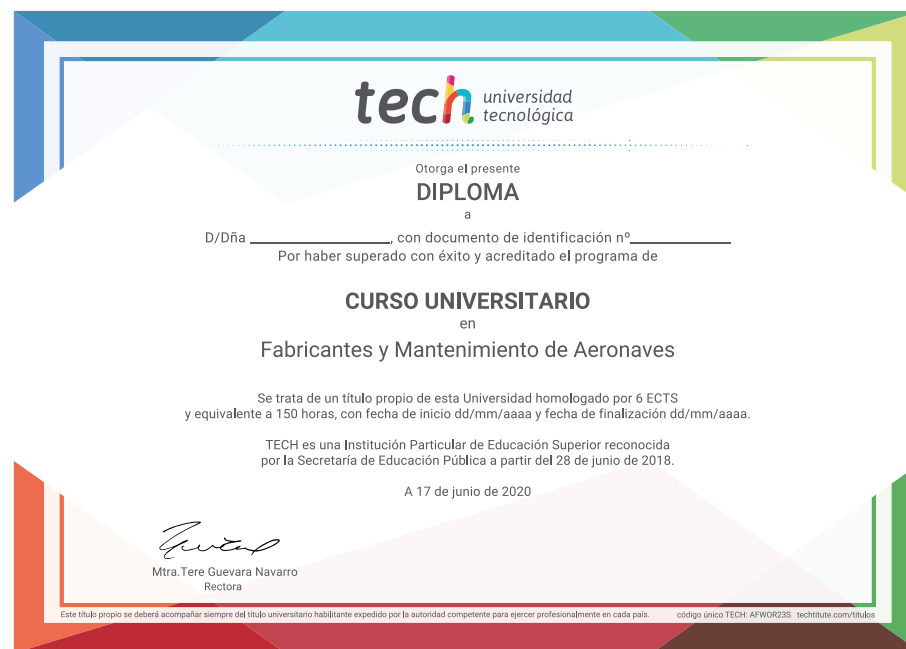 tech universidad
tecnológica
Otorga el presente
DIPLOMA
a
D/Dña ____________________, con documento de identificación nº______________
Por haber superado con éxito y acreditado el programa de
CURSO UNIVERSITARIO
en
Fabricantes y Mantenimiento de Aeronaves
Se trata de un título propio de esta Universidad homologado por 6 ECTS
y equivalente a 150 horas, con fecha de inicio dd/mm/aaaa y fecha de finalización dd/mm/aaaa.
TECH es una Institución Particular de Educación Superior reconocida
por la Secretaría de Educación Pública a partir del 28 de junio de 2018.
A 17 de junio de 2020
Mtra.Tere Guevara Navarro
Rectora
Este título propio se deberá acompañar siempre del título universitario habilitante expedido por la autoridad competente para ejercer profesionalmente en cada país. código único TECH: AFWOR23S techtitute.com/titulos